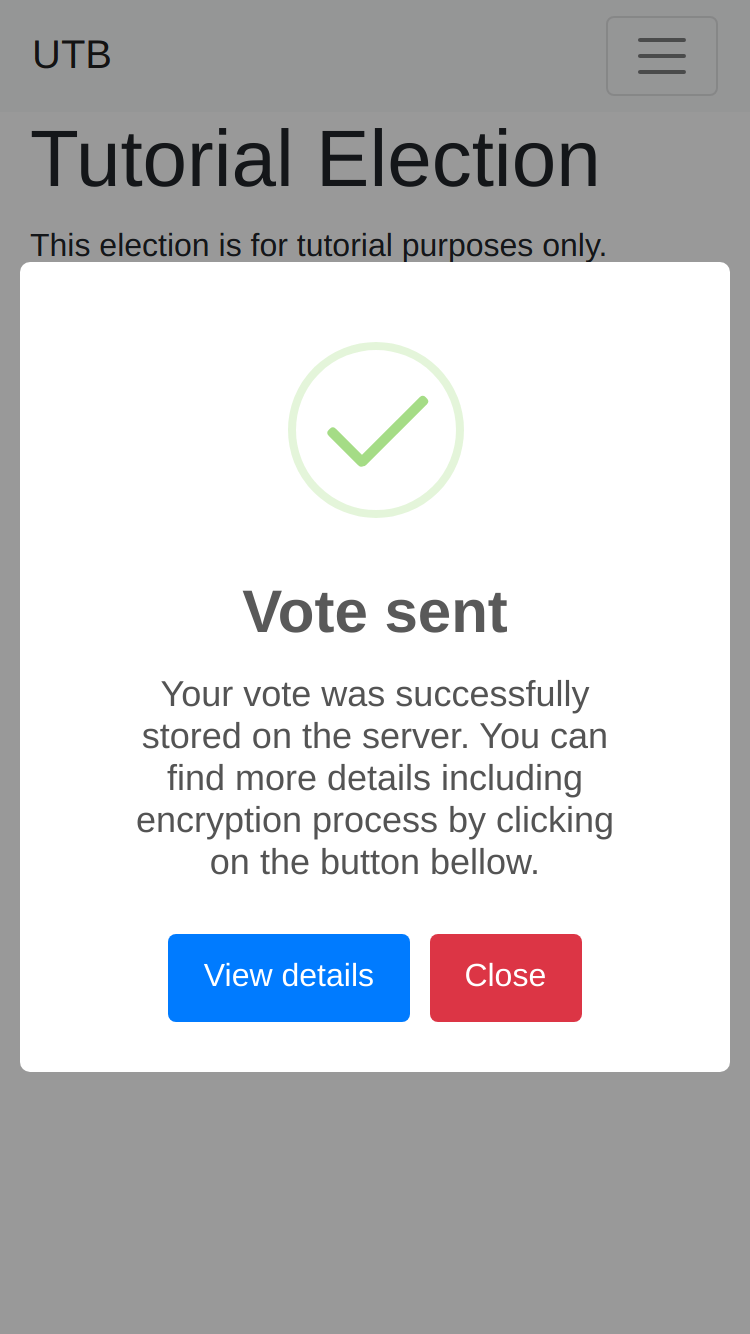 UTB
Tutorial Election
This election is for tutorial purposes only.
Vote sent
Your vote was successfully
stored on the server. You can
find more details including
encryption process by clicking
on the button bellow.
View details
Close